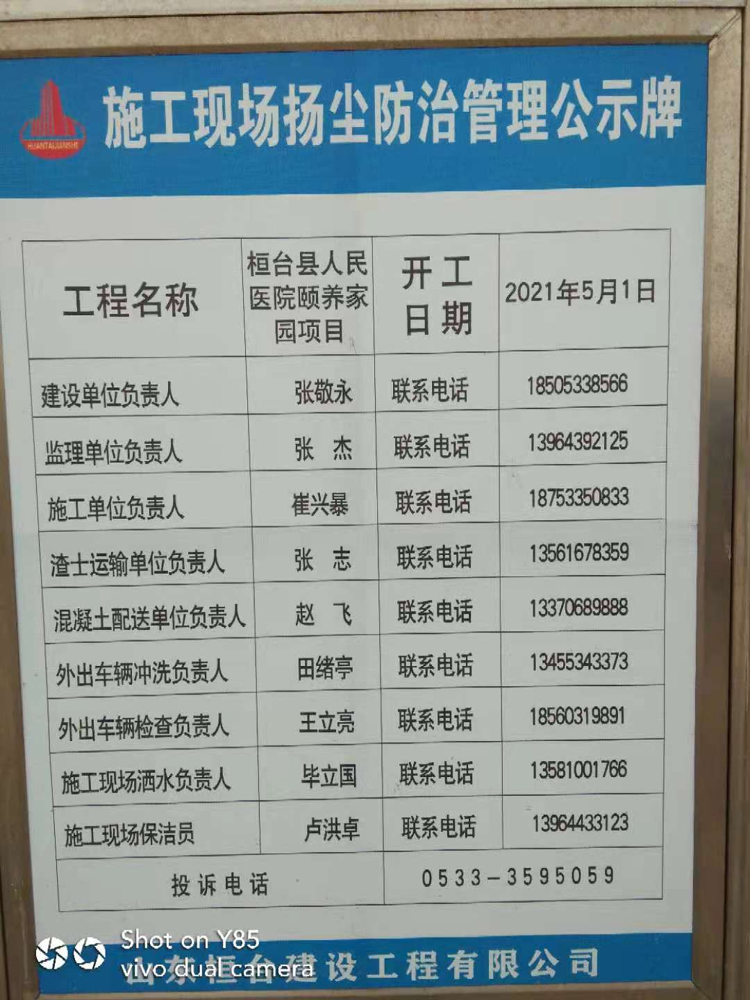 施工现场扬尘防治管理公示牌
HUANTAIJIANSHE
工程名称 桓台县人民医院颐养家园项目 开工日期 2021年5月1日
建设单位负责人 张敬永 联系电话 18505338566
监理单位负责人 张 杰 联系电话 13964392125
施工单位负责人 崔兴暴 联系电话 18753350833
渣士运输单位负责人 张 志 联系电话 13561678359
混凝土配送单位负责人 赵 飞 联系电话 13370689888
外出车辆冲洗负责人 田绪亭 联系电话 13455343373
外出车辆检查负责人 王立亮 联系电话 18560319891
施工现场洒水负责人 毕立国 联系电话 13581001766
施工现场保洁员 卢洪卓 联系电话 13964433123
投诉电话 0533-3595059
Shot on Y85
vivo dual camera
山东桓台建设工程有限公司